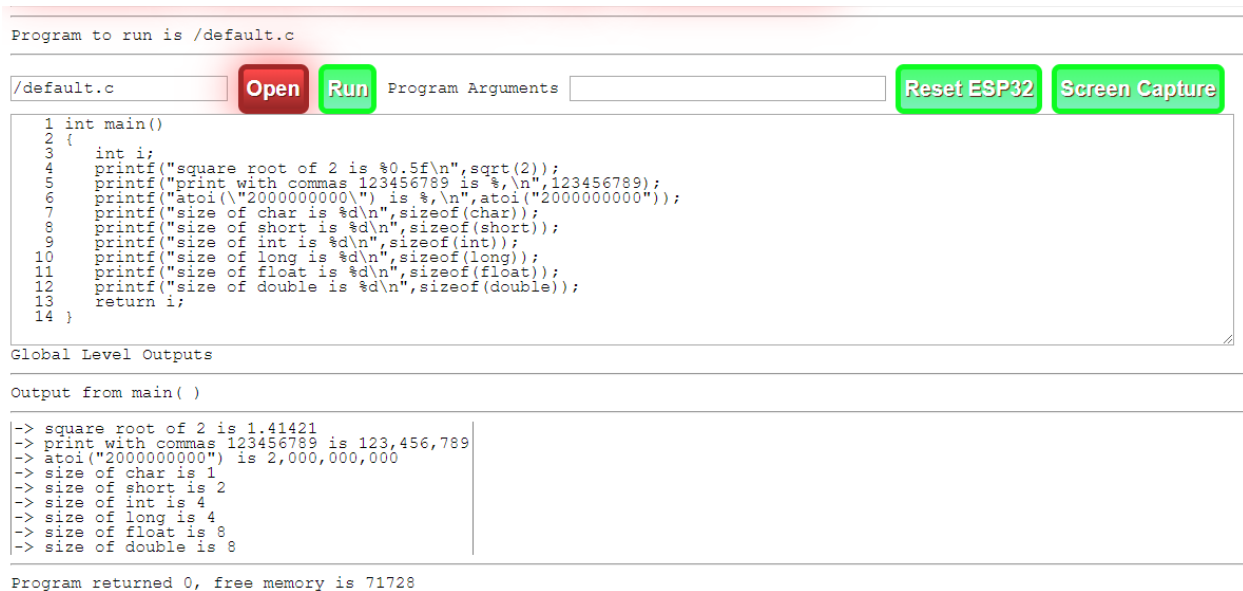 Program to run is /default.c
/default.c Open Run Program Arguments Reset ESP32 Screen Capture
1 int main()
2 {
3    int i;
4    printf("square root of 2 is %0.5f\n",sqrt(2));
5    printf("print with commas 123456789 is %,\n",123456789);
6    printf("atoi(\"2000000000\") is %,\n",atoi("2000000000"));
7    printf("size of char is %d\n",sizeof(char));
8    printf("size of short is %d\n",sizeof(short));
9    printf("size of int is %d\n",sizeof(int));
10    printf("size of long is %d\n",sizeof(long));
11    printf("size of float is %d\n",sizeof(float));
12    printf("size of double is %d\n",sizeof(double));
13    return i;
14 }
Global Level Outputs
Output from main( )
-> square root of 2 is 1.41421
-> print with commas 123456789 is 123,456,789
-> atoi("2000000000") is 2,000,000,000
-> size of char is 1
-> size of short is 2
-> size of int is 4
-> size of long is 4
-> size of float is 8
-> size of double is 8
Program returned 0, free memory is 71728